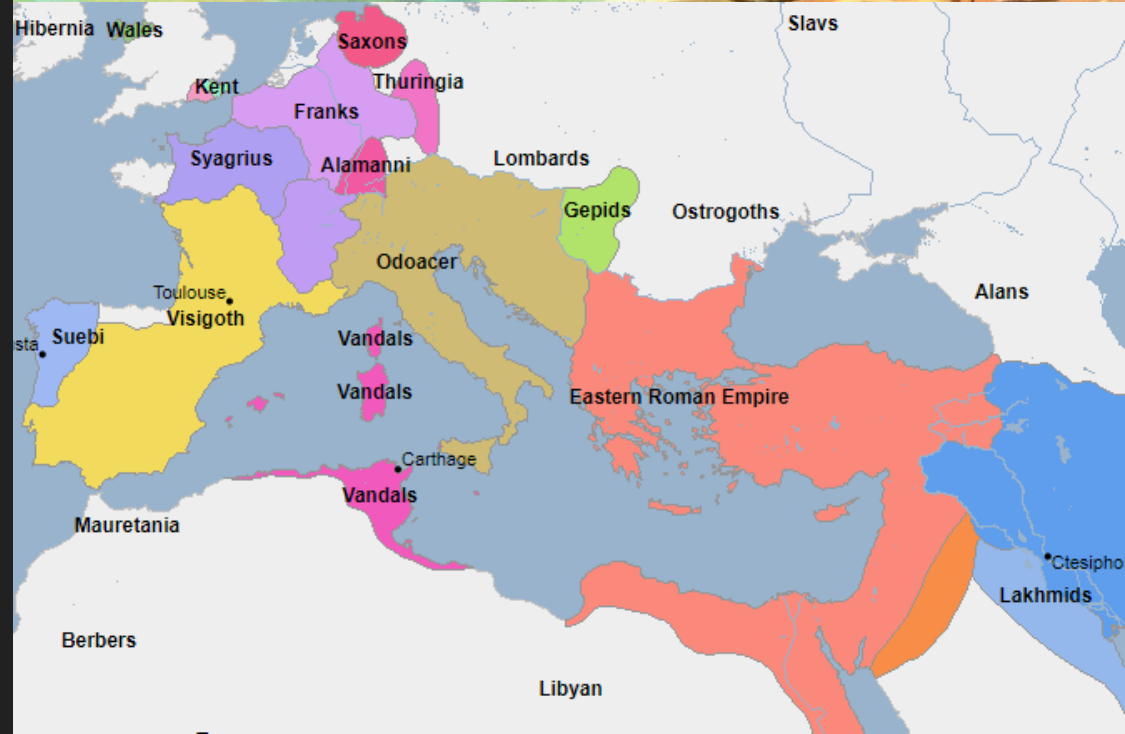 Hibernia
Wales
Slavs
Saxons
Kent
Thuringia
Franks
Syagrius
Alamanni
Lombards
Gepids
Ostrogoths
Odoacer
Toulouse
Visigoth
Alans
Suebi
sta
Vandals
Vandals
Eastern Roman Empire
Carthage
Vandals
Mauretania
Ctesipho
Lakhmids
Berbers
Libyan